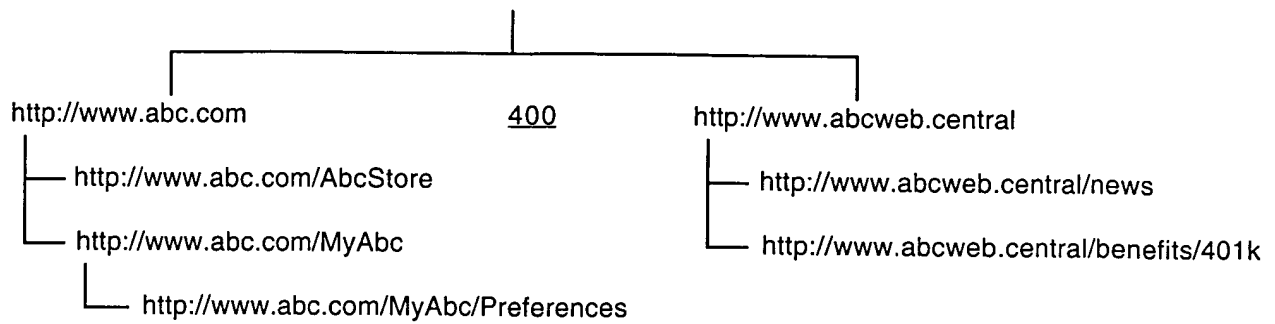 http://www.abc.com
400
http://www.abcweb.central
http://www.abc.com/AbcStore
http://www.abcweb.central/news
http://www.abc.com/MyAbc
http://www.abcweb.central/benefits/401k
http://www.abc.com/MyAbc/Preferences